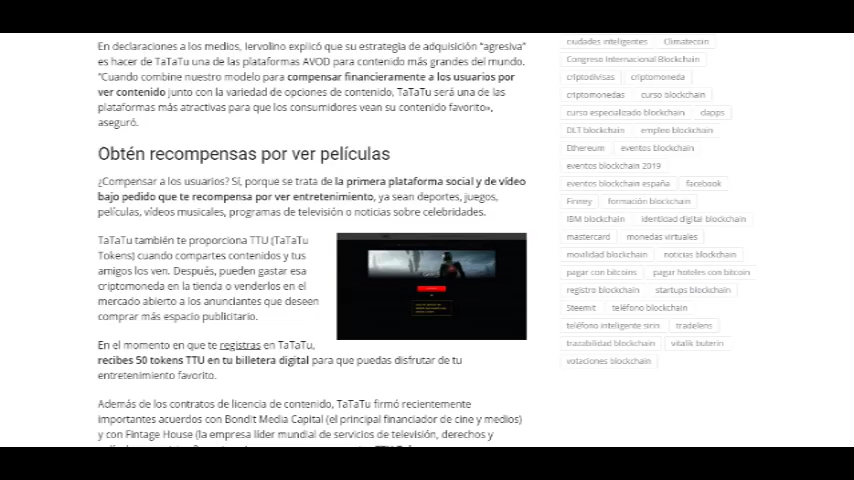 En declaraciones a los medios, Iervolino explicó que su estrategia de adquisición "agresiva"
es hacer de TaTaTu una de las plataformas AVOD para contenido más grandes del mundo.
"Cuando combine nuestro modelo para compensar financieramente a los usuarios por
ver contenido junto con la variedad de opciones de contenido, TaTaTu será una de las
plataformas más atractivas para que los consumidores vean su contenido favorito»,
aseguró.
Obtén recompensas por ver películas
¿Compensar a los usuarios? Sí, porque se trata de la primera plataforma social y de vídeo
bajo pedido que te recompensa por ver entretenimiento, ya sean deportes, juegos,
películas, vídeos musicales, programas de televisión o noticias sobre celebridades.
TaTaTu también te proporciona TTU (TaTaTu
Tokens) cuando compartes contenidos y tus
amigos los ven. Después, pueden gastar esa
criptomoneda en la tienda o venderlos en el
mercado abierto a los anunciantes que deseen
comprar más espacio publicitario.
En el momento en que te registras en TaTaTu,
recibes 50 tokens TTU en tu billetera digital para que puedas disfrutar de tu
entretenimiento favorito.
Además de los contratos de licencia de contenido, TaTaTu firmó recientemente
importantes acuerdos con BondIt Media Capital (el principal financiador de cine y medios)
y con Fintage House (la empresa líder mundial de servicios de televisión, derechos y
ciudades inteligentes Climatecoin
Congreso Internacional Blockchain
criptodivisas criptomoneda
criptomonedas curso blockchain
curso especializado blockchain dapps
DLT blockchain empleo blockchain
Ethereum eventos blockchain
eventos blockchain 2019
eventos blockchain españa facebook
Finney formación blockchain
IBM blockchain identidad digital blockchain
mastercard monedas virtuales
movilidad blockchain noticias blockchain
pagar con bitcoins pagar hoteles con bitcoin
registro blockchain startups blockchain
Steemit teléfono blockchain
teléfono inteligente sirin tradelens
trazabilidad blockchain vitalik buterin
votaciones blockchain